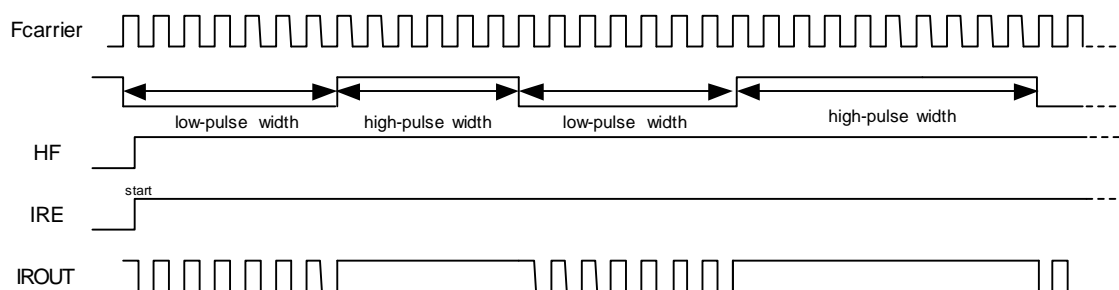 Fcarrier
low-pulse width
high-pulse width
low-pulse width
high-pulse width
HF
start
IRE
IROUT